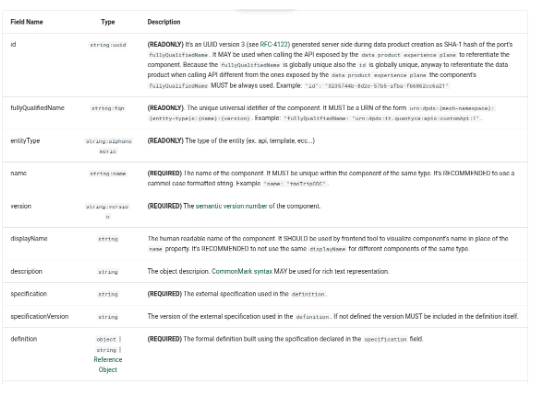 Field Name Type Description
id string:uuid (READONLY) It's an UUID version 3 (see RFC-4122) generated server side during data product creation as SHA-1 hash of the port's
fullyQualifiedName . It MAY be used when calling the API exposed by the data product experience plane to referentiate the
component. Because the fullyQualifiedName is globally unique also the id is globally unique, anyway to referentiate the data
product when calling API different from the ones exposed by the data product experience plane the component's
fullyQualifiedName MUST be always used. Example: "id":
fullyQualifiedName string:fqn (READONLY). The unique universal idetifier of the component. It MUST be a URN of the form urn:dpds:{mesh-namespace}:
{entity-type}s:{name}:{version} . Example: "fullyQualifiedName": "urn:dpds:it.quantyca:apis:customApi:1" .
entityType string:alphanu
meric
(READONLY) The type of the entity (ex. api, template, ecc...)
name string:name (REQUIRED) The name of the component. It MUST be unique within the component of the same type. It's RECOMMENDED to use a
cammel case formatted string. Example "name": "tmsTripCDC" .
version string:versio
n
(REQUIRED) The semantic version number of the component.
displayName string The human readable name of the component. It SHOULD be used by frontend tool to visualize component's name in place of the
name property. It's RECOMMENDED to not use the same displayName for different components of the same type.
description string The object descripion. CommonMark syntax MAY be used for rich text representation.
specification string (REQUIRED) The external specification used in the definition .
specificationVersion string The version of the external specification used in the definition . If not defined the version MUST be included in the definition itself.
definition object |
string |
Reference
Object
(REQUIRED) The formal definition built using the spcification declared in the specification field.